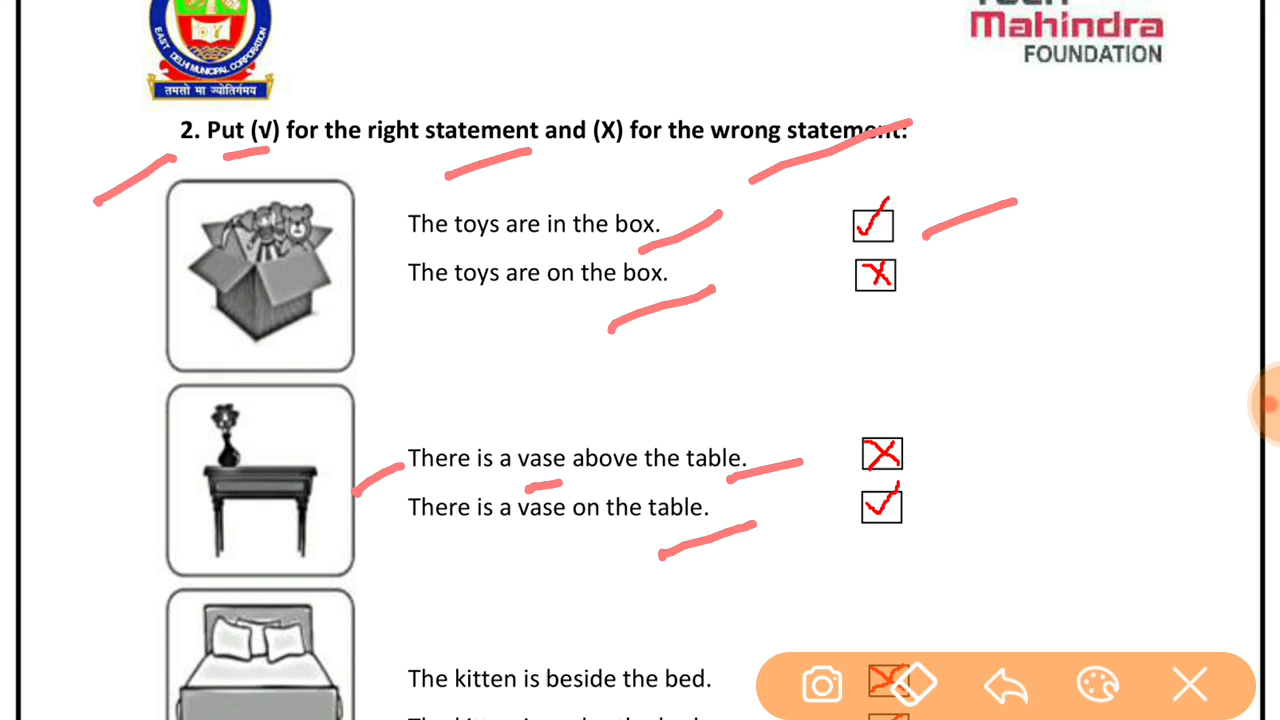 EAST DELHI MUNICIPAL CORPORATION
तमसो मा ज्योतिर्गमय
Mahindra
FOUNDATION
2. Put (√) for the right statement and (X) for the wrong statement:
The toys are in the box.
The toys are on the box.
There is a vase above the table.
There is a vase on the table.
The kitten is beside the bed.